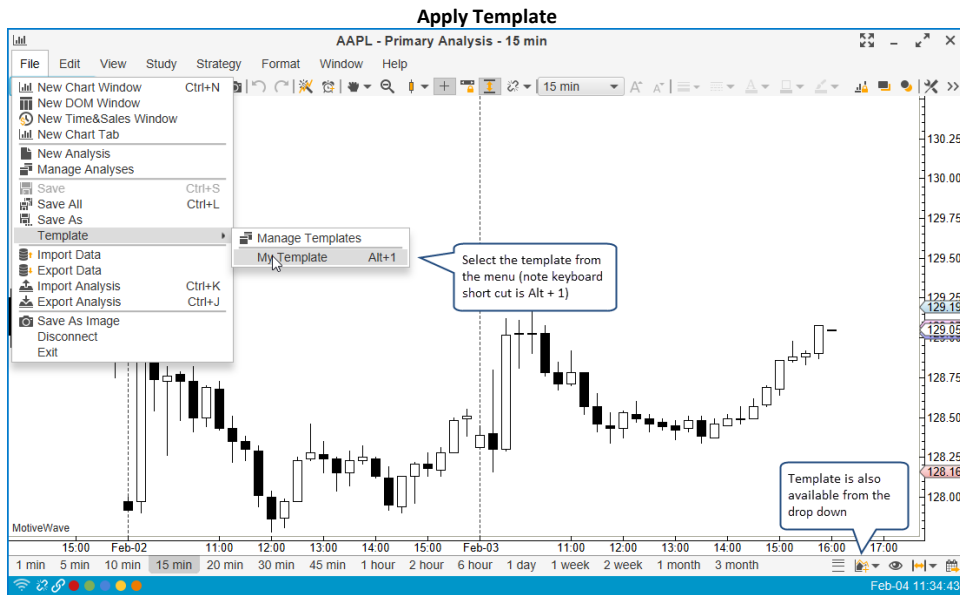 Apply Template
AAPL - Primary Analysis - 15 min
File Edit View Study Strategy Format Window Help
New Chart Window Ctrl+N
New DOM Window
New Time&Sales Window
New Chart Tab
New Analysis
Manage Analyses
Save Ctrl+S
Save All Ctrl+L
Save As
Template
Import Data
Export Data
Import Analysis Ctrl+K
Export Analysis Ctrl+J
Save As Image
Disconnect
Exit
15 min
Manage Templates
My Template Alt+1
Select the template from
the menu (note keyboard
short cut is Alt + 1)
130.25
130.00
129.75
129.50
129.25
129.19
129.05
128.75
128.50
128.25
128.16
128.00
Template is also
available from the
drop down
MotiveWave
15:00 Feb-02 11:00 12:00 13:00 14:00 15:00 Feb-03 11:00 12:00 13:00 14:00 15:00 16:00 17:00
1 min 5 min 10 min 15 min 20 min 30 min 45 min 1 hour 2 hour 6 hour 1 day 1 week 2 week 1 month 3 month
Feb-04 11:34:43